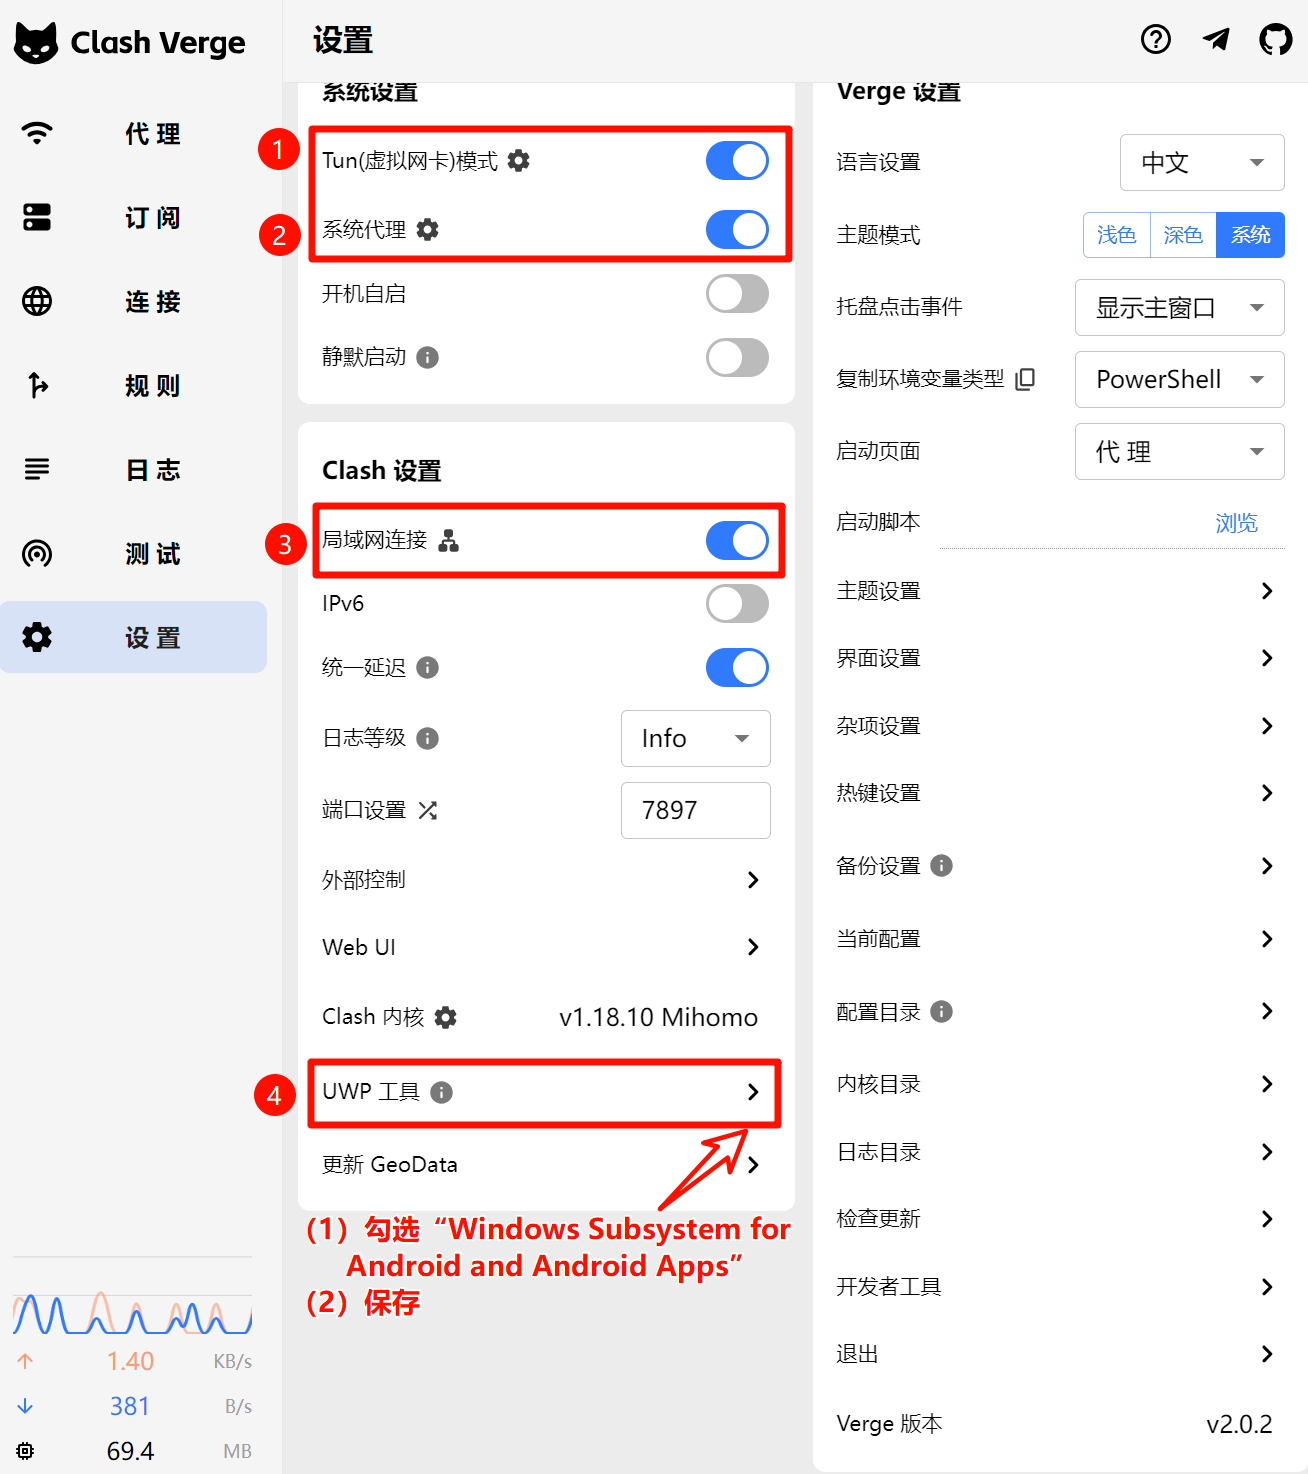 Clash Verge
代 理
订 阅
连 接
规 则
日 志
测 试
设 置
1.40 KB/s
381 B/s
69.4 MB
设置
系统设置
1
Tun(虚拟网卡)模式
2
系统代理
开机自启
静默启动
Clash 设置
3
局域网连接
IPv6
统一延迟
日志等级 Info
端口设置 7897
外部控制
Web UI
Clash 内核 v1.18.10 Mihomo
4
UWP 工具
更新 GeoData
（1）勾选“Windows Subsystem for
Android and Android Apps”
（2）保存
Verge 设置
语言设置 中文
主题模式 浅色 深色 系统
托盘点击事件 显示主窗口
复制环境变量类型 PowerShell
启动页面 代 理
启动脚本 浏览
主题设置
界面设置
杂项设置
热键设置
备份设置
当前配置
配置目录
内核目录
日志目录
检查更新
开发者工具
退出
Verge 版本 v2.0.2